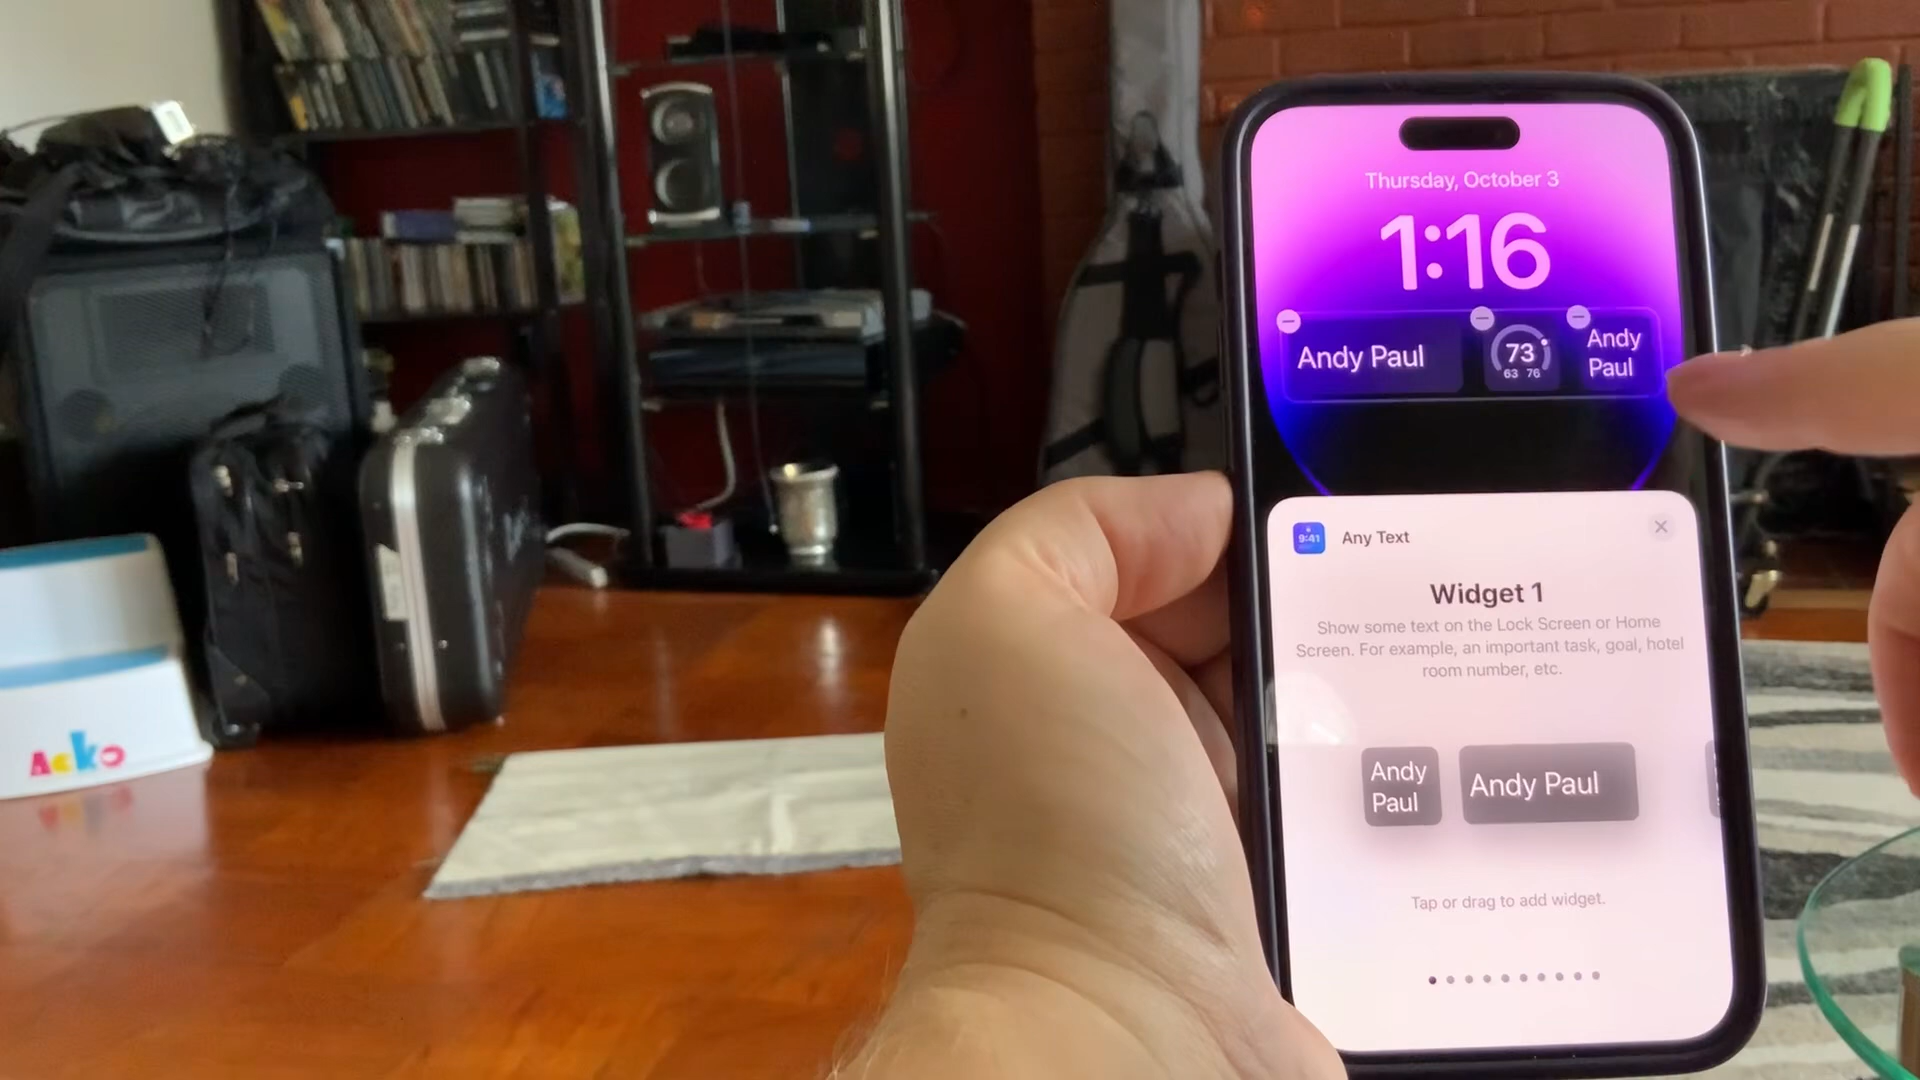 Thursday, October 3
1:16
Andy Paul
73
63 76
Andy
Paul
9:41
Any Text
Widget 1
Show some text on the Lock Screen or Home
Screen. For example, an important task, goal, hotel
room number, etc.
Andy
Paul
Andy Paul
Tap or drag to add widget.
Acko